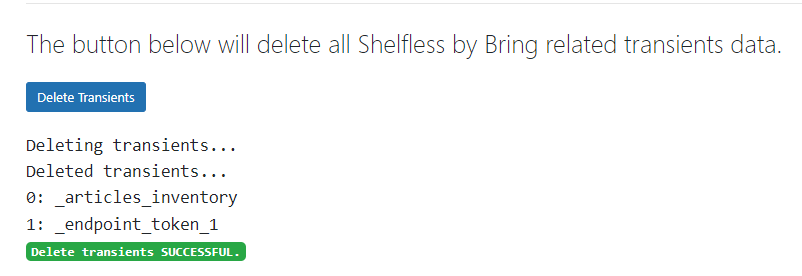 The button below will delete all Shelfless by Bring related transients data.
Delete Transients
Deleting transients...
Deleted transients...
0: _articles_inventory
1: _endpoint_token_1
Delete transients SUCCESSFUL.